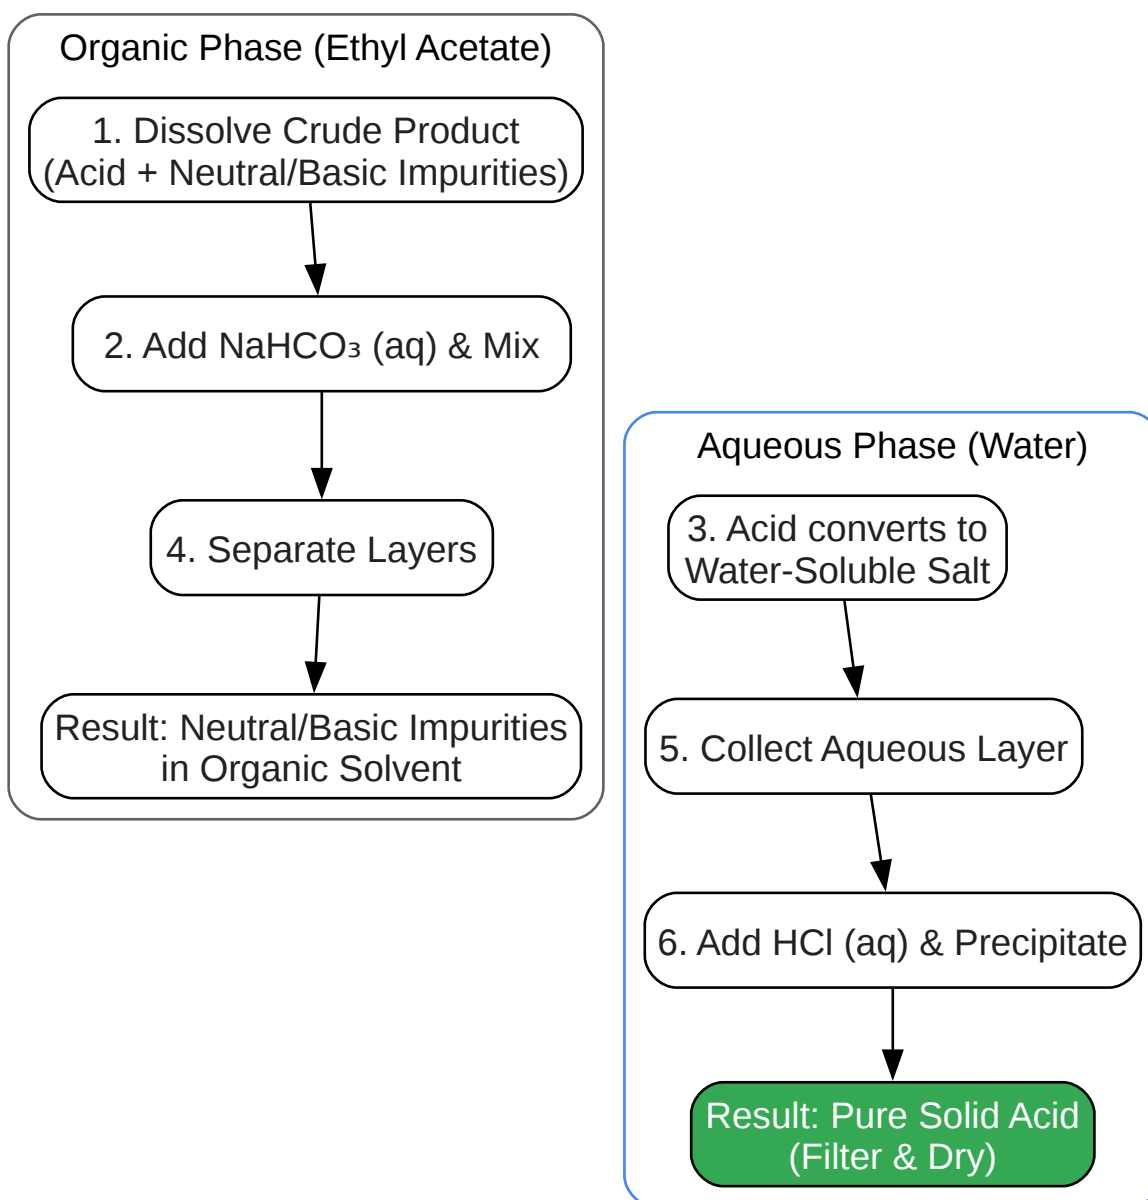 Organic Phase (Ethyl Acetate)
1. Dissolve Crude Product
(Acid + Neutral/Basic Impurities)
2. Add NaHCO₃ (aq) & Mix
4. Separate Layers
Result: Neutral/Basic Impurities
in Organic Solvent
Aqueous Phase (Water)
3. Acid converts to
Water-Soluble Salt
5. Collect Aqueous Layer
6. Add HCl (aq) & Precipitate
Result: Pure Solid Acid
(Filter & Dry)